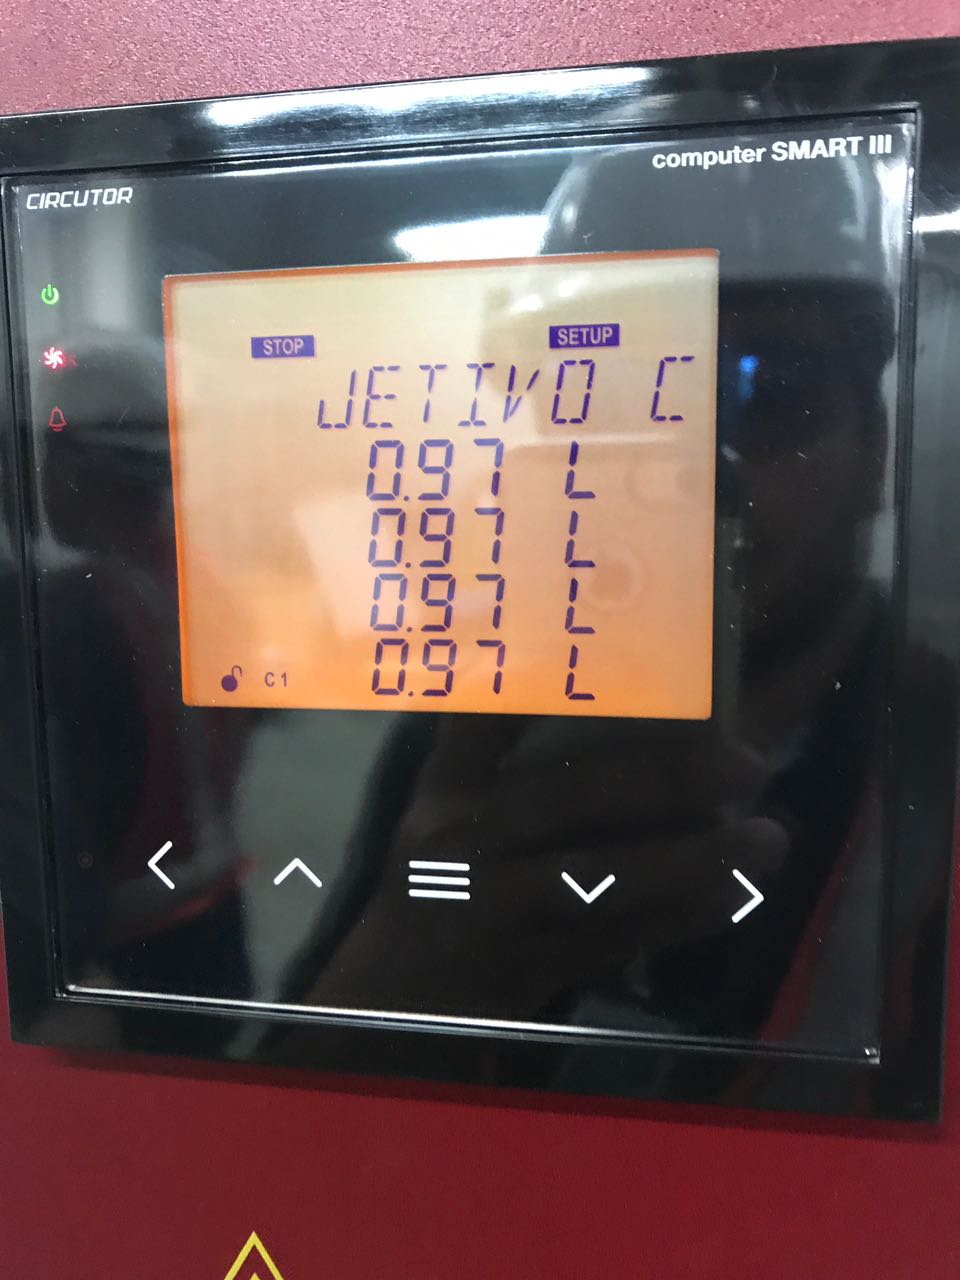 computer SMART III
CIRCUTOR
STOP SETUP
JETIVO C
0.97 L
0.97 L
0.97 L
0.97 L
C1